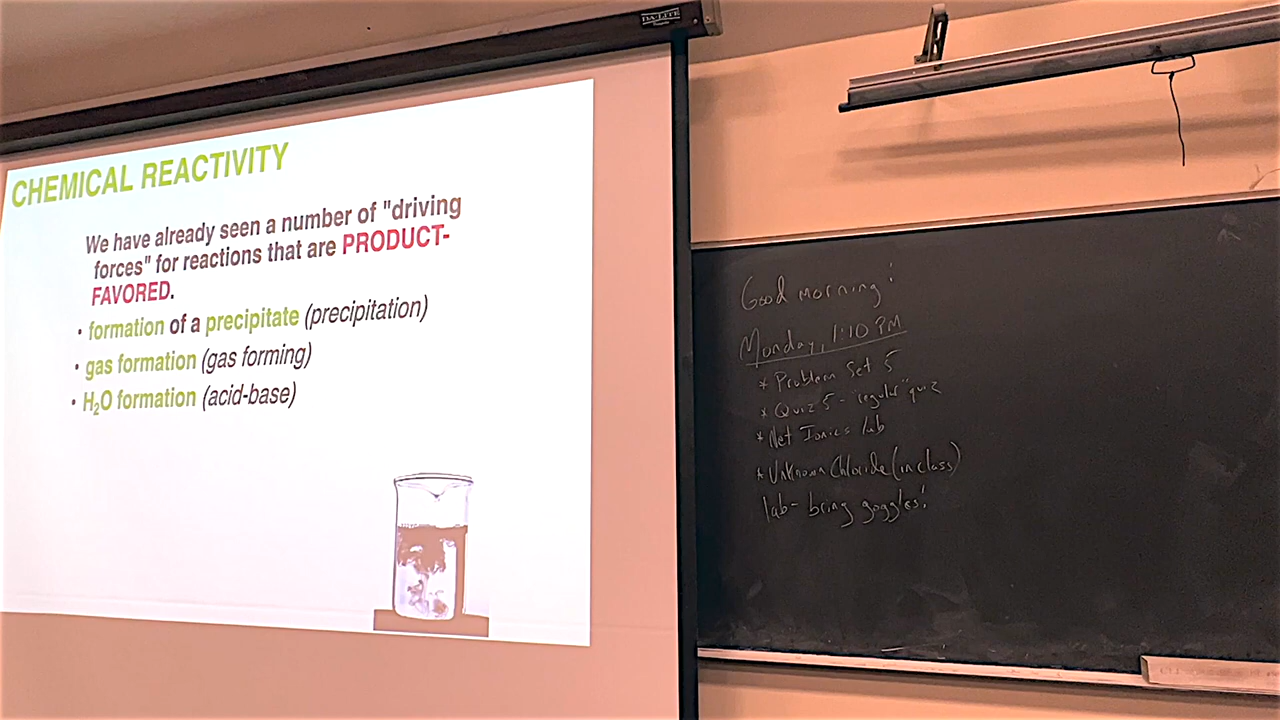 DA-LITE
CHEMICAL REACTIVITY
We have already seen a number of "driving
forces" for reactions that are PRODUCT-
FAVORED.
• formation of a precipitate (precipitation)
• gas formation (gas forming)
• H₂O formation (acid-base)
Good morning!
Monday, 1:10 PM
* Problem Set 5
* Quiz 5 - "regular" quiz
* Net Ionics lab
* Unknown Chloride (in class)
lab - bring goggles!